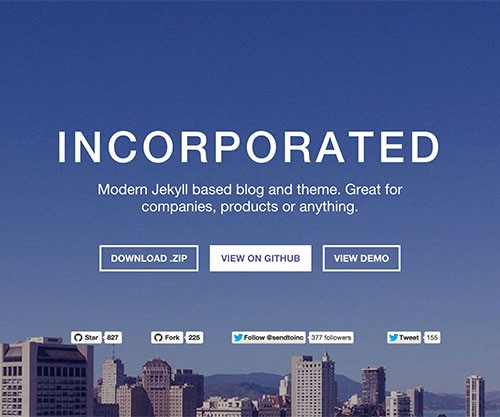 INCORPORATED
Modern Jekyll based blog and theme. Great for
companies, products or anything.
DOWNLOAD .ZIP VIEW ON GITHUB VIEW DEMO
Star 827 Fork 225 Follow @sendtoinc 377 followers Tweet 155